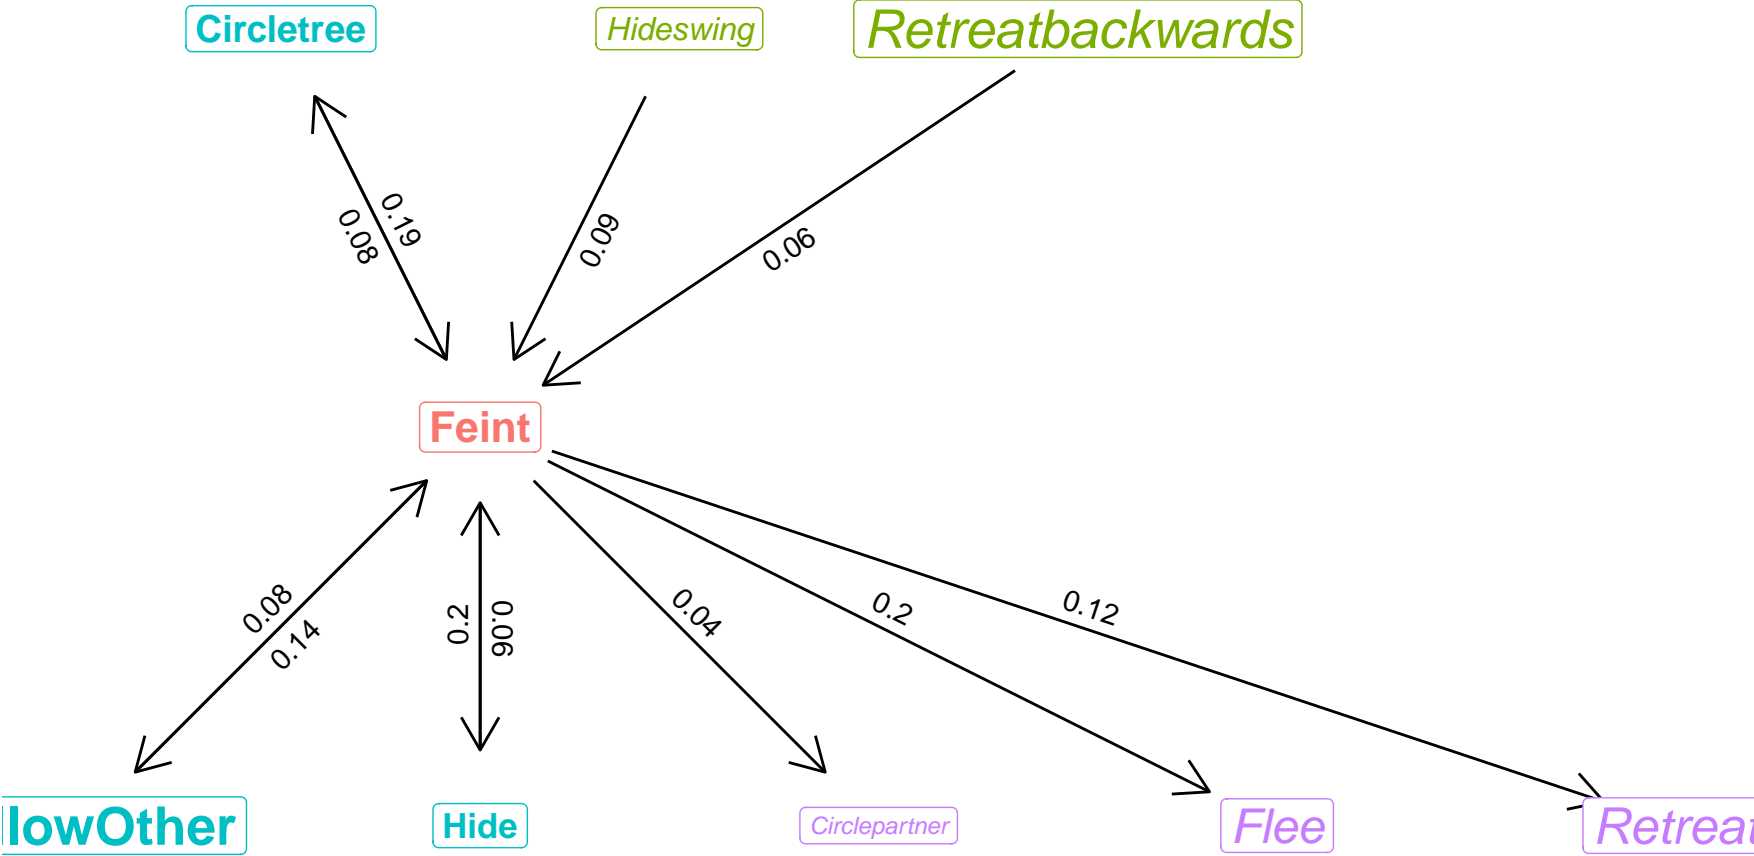 Circletree
Hideswing
Retreatbackwards
0.19
0.08
0.09
0.06
Feint
0.08
0.14
0.2
0.06
0.04
0.2
0.12
llowOther
Hide
Circlepartner
Flee
Retreat